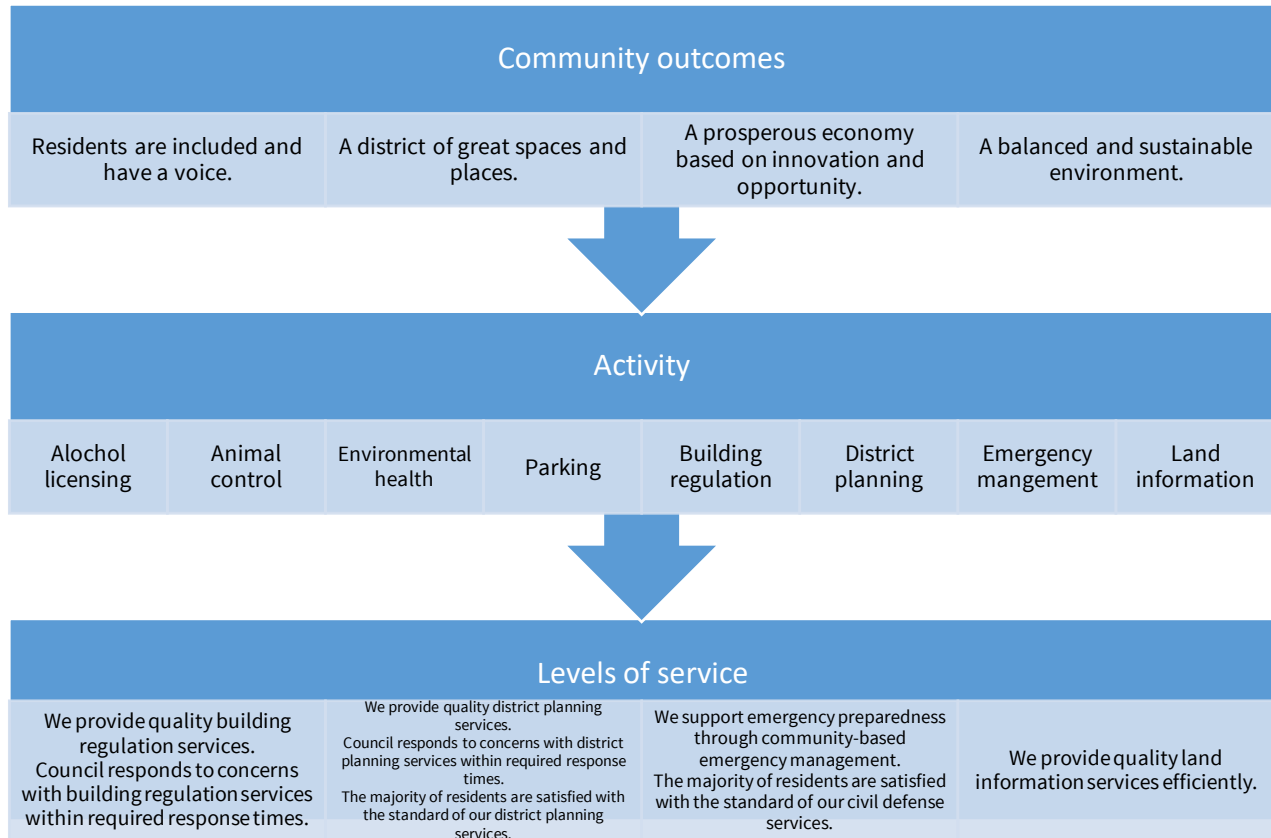 Community outcomes
Residents are included and
have a voice.
A district of great spaces and
places.
A prosperous economy
based on innovation and
opportunity.
A balanced and sustainable
environment.
Activity
Alochol
licensing
Animal
control
Environmental
health
Parking
Building
regulation
District
planning
Emergency
mangement
Land
information
Levels of service
We provide quality building
regulation services.
Council responds to concerns
with building regulation services
within required response times.
We provide quality district planning
services.
Council responds to concerns with district
planning services within required response
times.
The majority of residents are satisfied with
the standard of our district planning
services.
We support emergency preparedness
through community-based
emergency management.
The majority of residents are satisfied
with the standard of our civil defense
services.
We provide quality land
information services efficiently.